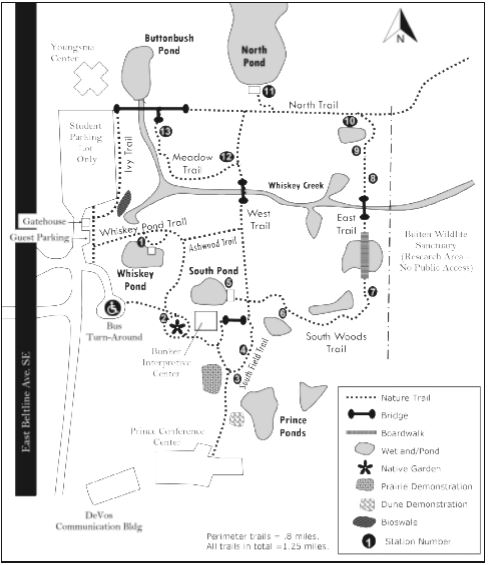 Buttonbush
Pond
Youngsma
Center
North
Pond
N
11
North Trail
Student
Parking
Lot
Only
Ivy Trail
13
Meadow
Trail
12
10
9
8
Whiskey Creek
Gatehouse
Guest Parking
Whiskey Pond Trail
West
Trail
East
Trail
Britten Wildlife
Sanctuary
(Research Area -
No Public Access)
1
Ashwood Trail
Whiskey
Pond
South Pond
5
7
Bus
Turn-Around
2
6
South Woods
Trail
Bunker
Interpretive
Center
4
3
South Field Trail
East Beltline Ave. SE
Prince Conference
Center
Prince
Ponds
DeVos
Communication Bldg
Nature Trail
Bridge
Boardwalk
Wetland/Pond
Native Garden
Prairie Demonstration
Dune Demonstration
Bioswale
1 Station Number
Perimeter trails = .8 miles.
All trails in total =1.25 miles.